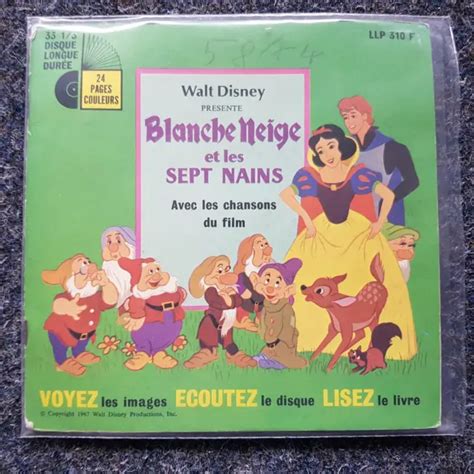 33 1/3
DISQUE
LONGUE
DURÉE
24
PAGES
COULEURS
LLP 310 F
Walt Disney
PRÉSENTE
Blanche Neige
et les
SEPT NAINS
Avec les chansons
du film
VOYEZ les images ECOUTEZ le disque LISEZ le livre
© Copyright 1967 Walt Disney Productions, Inc.